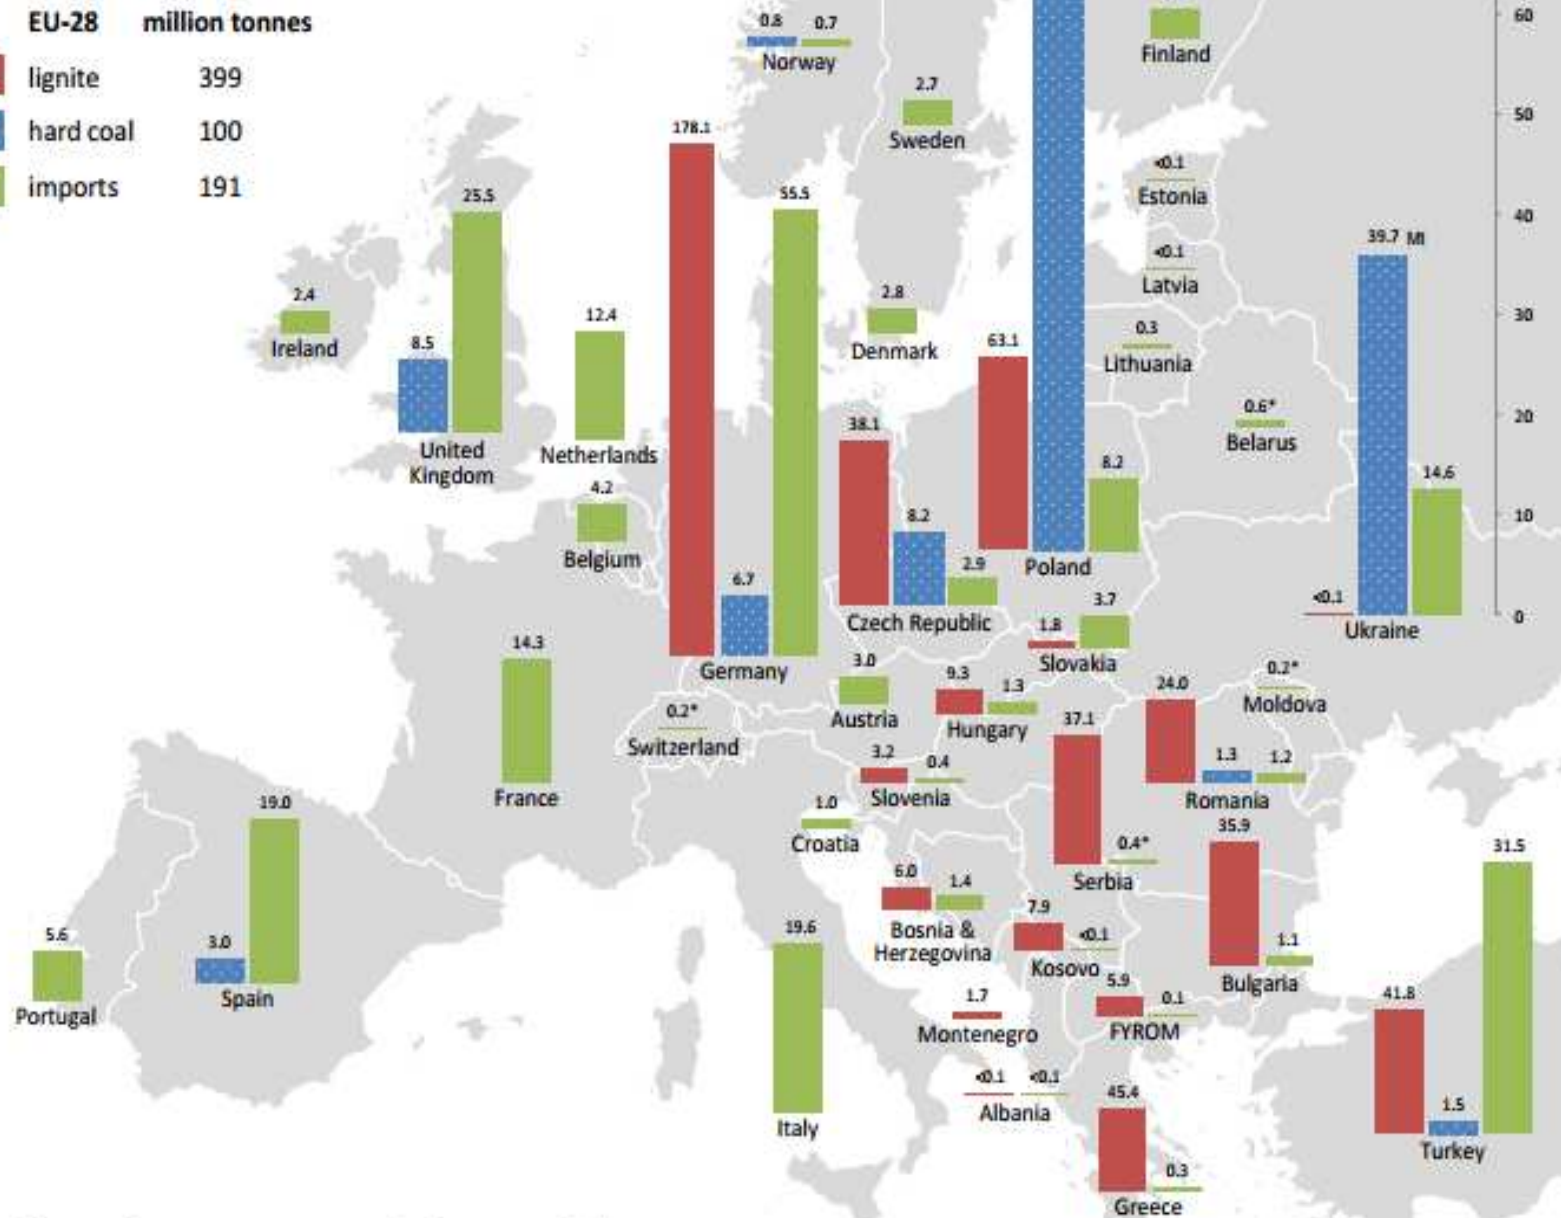 EU-28 million tonnes
lignite 399
hard coal 100
imports 191
0.8 0.7
Norway
2.7
Sweden
Finland
60
50
40
30
20
10
0
<0.1
Estonia
<0.1
Latvia
0.3
Lithuania
0.6*
Belarus
39.7 Mt
14.6
<0.1
Ukraine
2.4
Ireland
8.5
25.5
United
Kingdom
12.4
Netherlands
4.2
Belgium
178.1
6.7
55.5
Germany
2.8
Denmark
38.1
8.2
2.9
Czech Republic
63.1
8.2
Poland
1.8
3.7
Slovakia
14.3
France
0.2*
Switzerland
3.0
Austria
9.3
1.3
Hungary
3.2
0.4
Slovenia
1.0
Croatia
37.1
0.4*
Serbia
24.0
1.3
1.2
Romania
0.2*
Moldova
35.9
1.1
Bulgaria
6.0
1.4
Bosnia &
Herzegovina
7.9
<0.1
Kosovo
5.9
0.1
FYROM
1.7
Montenegro
<0.1 <0.1
Albania
45.4
0.3
Greece
5.6
Portugal
3.0
19.0
Spain
19.6
Italy
41.8
1.5
31.5
Turkey